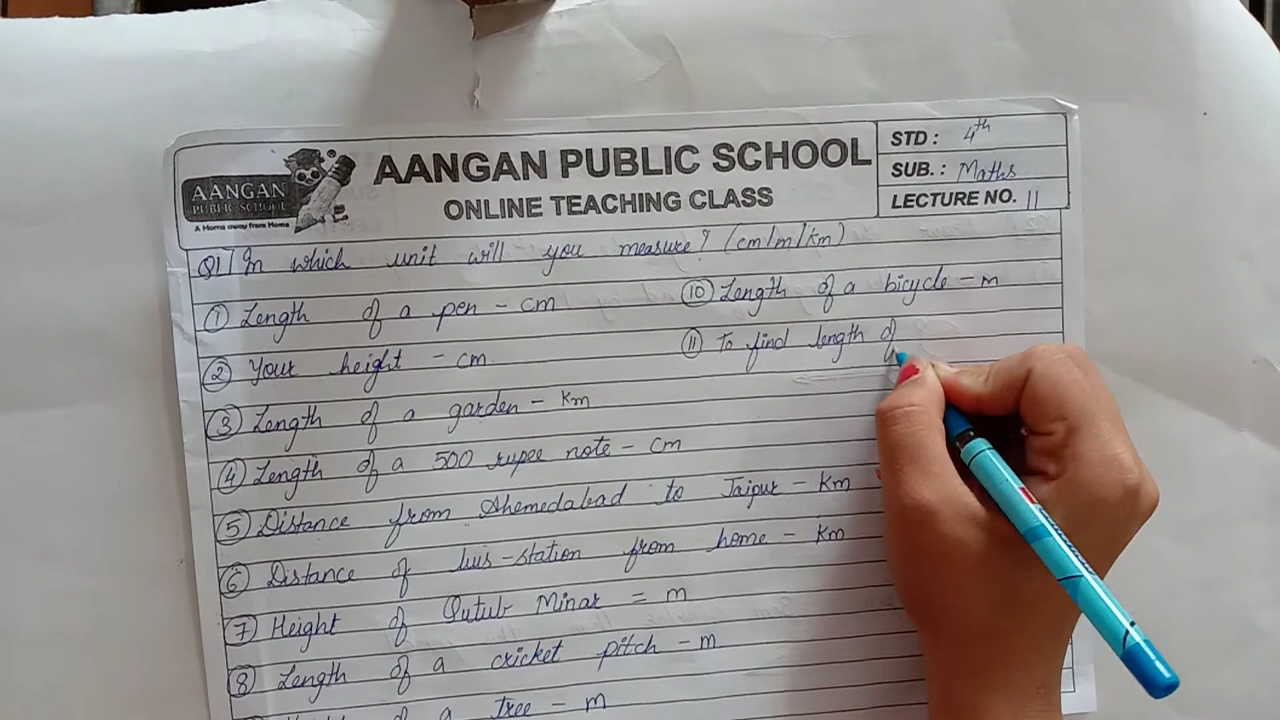 AANGAN
PUBLIC SCHOOL
A Home away from Home
AANGAN PUBLIC SCHOOL
ONLINE TEACHING CLASS
STD : 4th
SUB. : Maths
LECTURE NO. 11
Q1] In which unit will you measure? (cm/m/km)
① Length of a pen - cm
② Your height - cm
③ Length of a garden - km
④ Length of a 500 rupee note - cm
⑤ Distance from Ahemedabad to Jaipur - km
⑥ Distance of bus-station from home - km
⑦ Height of Qutub Minar = m
⑧ Length of a cricket pitch - m
of a tree - m
⑩ Length of a bicycle - m
⑪ To find length of